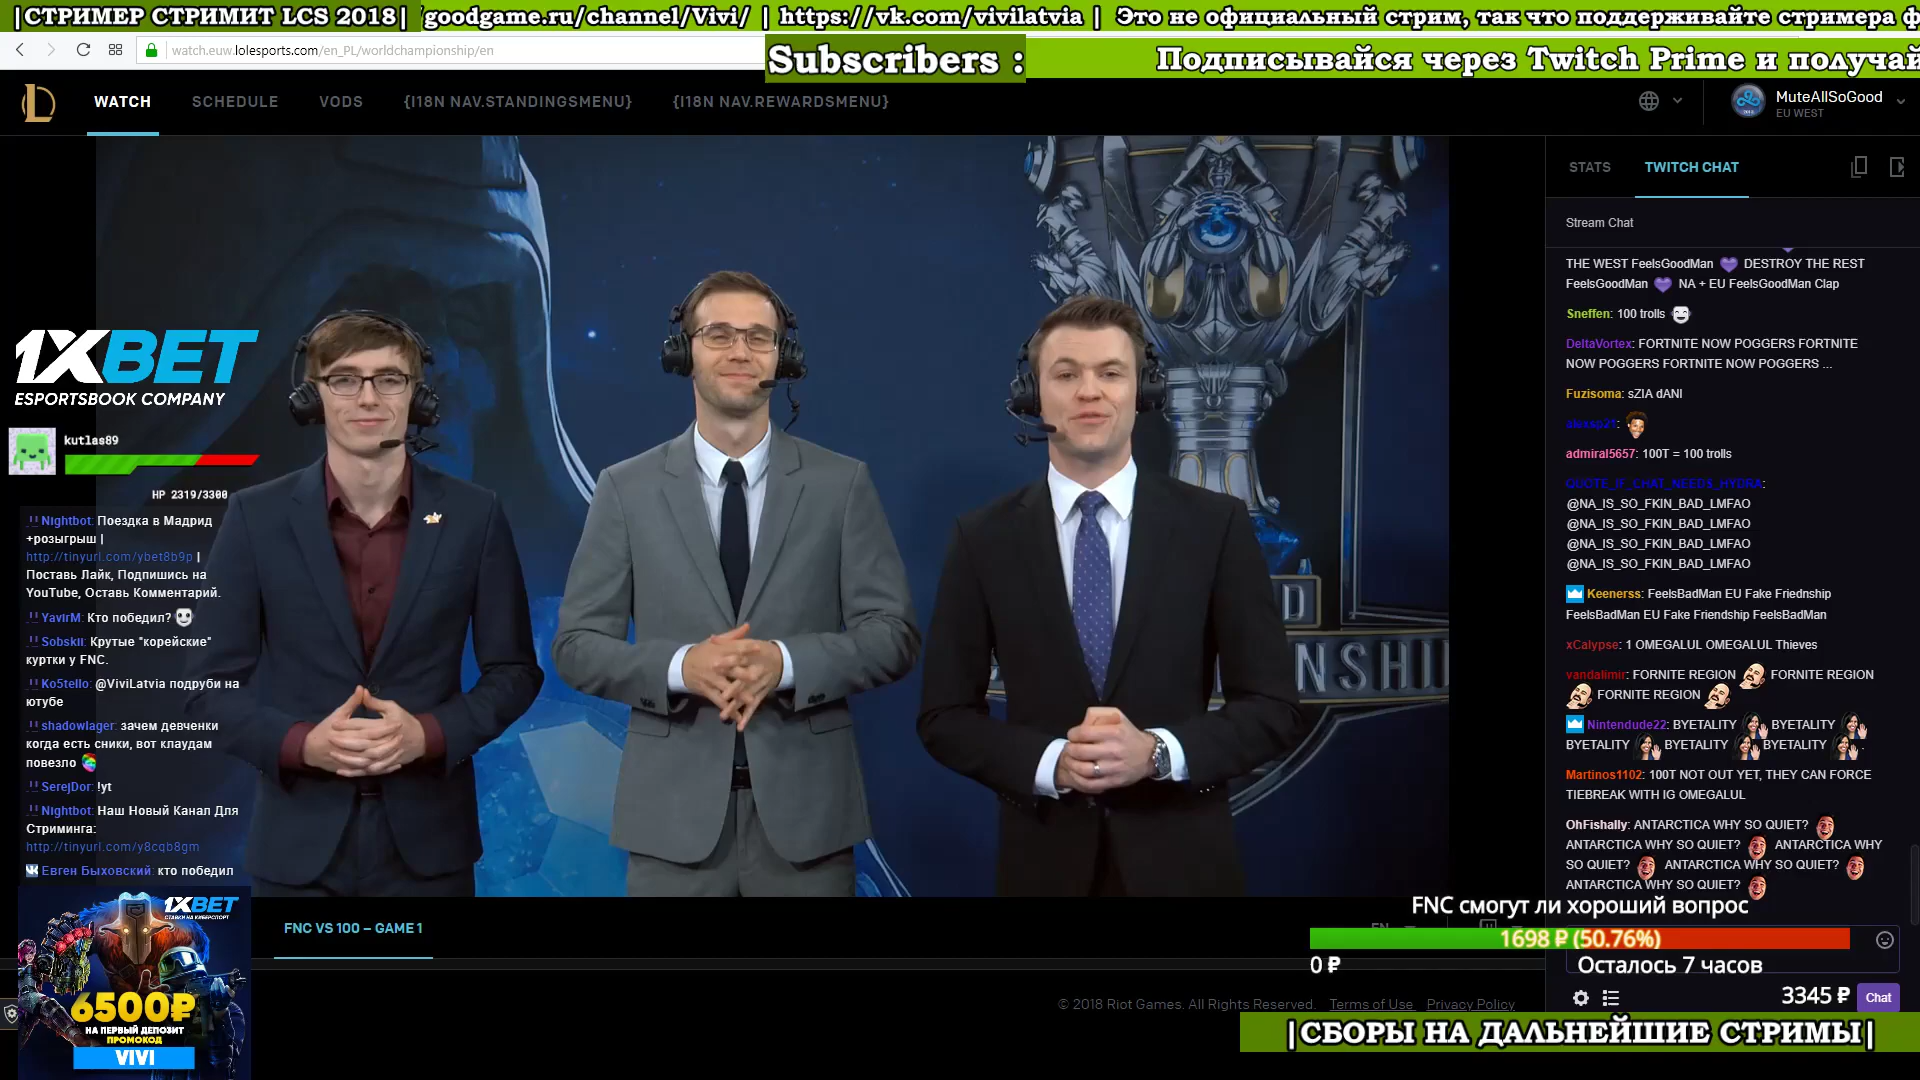 |СТРИМЕР СТРИМИТ LCS 2018| /goodgame.ru/channel/Vivi/ | https://vk.com/vivilatvia | Это не официальный стрим, так что поддерживайте стримера ф
watch.euw.lolesports.com/en_PL/worldchampionship/en
Subscribers : Подписывайся через Twitch Prime и получай
WATCH SCHEDULE VODS {I18N NAV.STANDINGSMENU} {I18N NAV.REWARDSMENU}
MuteAllSoGood
EU WEST
STATS TWITCH CHAT
Stream Chat
THE WEST FeelsGoodMan DESTROY THE REST
FeelsGoodMan NA + EU FeelsGoodMan Clap
Sneffen: 100 trolls
DeltaVortex: FORTNITE NOW POGGERS FORTNITE
NOW POGGERS FORTNITE NOW POGGERS ...
Fuzisoma: sZIA dANI
alexsp21:
admiral5657: 100T = 100 trolls
QUOTE_IF_CHAT_NEEDS_HYDRA:
@NA_IS_SO_FKIN_BAD_LMFAO
@NA_IS_SO_FKIN_BAD_LMFAO
@NA_IS_SO_FKIN_BAD_LMFAO
@NA_IS_SO_FKIN_BAD_LMFAO
Keenerss: FeelsBadMan EU Fake Friednship
FeelsBadMan EU Fake Friendship FeelsBadMan
xCalypse: 1 OMEGALUL OMEGALUL Thieves
vandalimir: FORNITE REGION FORNITE REGION
FORNITE REGION
Nintendude22: BYETALITY BYETALITY
BYETALITY BYETALITY BYETALITY .
Martinos1102: 100T NOT OUT YET, THEY CAN FORCE
TIEBREAK WITH IG OMEGALUL
OhFishally: ANTARCTICA WHY SO QUIET?
ANTARCTICA WHY SO QUIET? ANTARCTICA WHY
SO QUIET? ANTARCTICA WHY SO QUIET?
ANTARCTICA WHY SO QUIET?
1XBET
ESPORTSBOOK COMPANY
kutlas89
HP 2319/3300
Nightbot: Поездка в Мадрид
+розыгрыш |
http://tinyurl.com/ybet8b9p |
Поставь Лайк, Подпишись на
YouTube, Оставь Комментарий.
YavirM: Кто победил?
Sobskii: Крутые "корейские"
куртки у FNC.
Ko5tello: @ViviLatvia подруби на
ютубе
shadowlager: зачем девченки
когда есть сники, вот клаудам
повезло
SerejDor: !yt
Nightbot: Наш Новый Канал Для
Стриминга:
http://tinyurl.com/y8cqb8gm
Евген Быховский: кто победил
1XBET
СТАВКИ НА КИБЕРСПОРТ
6500₽
НА ПЕРВЫЙ ДЕПОЗИТ
ПРОМОКОД
VIVI
D
NSHIP
FNC VS 100 – GAME 1
EN
FNC смогут ли хороший вопрос
1698 ₽ (50.76%)
0 ₽
Осталось 7 часов
3345 ₽ Chat
© 2018 Riot Games. All Rights Reserved. Terms of Use Privacy Policy
|СБОРЫ НА ДАЛЬНЕЙШИЕ СТРИМЫ|